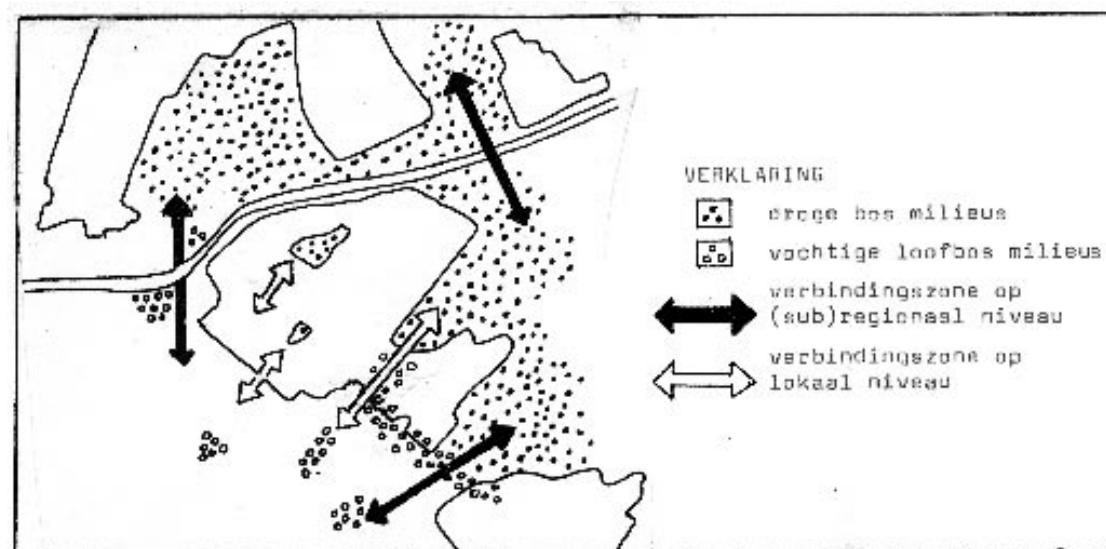 VERKLARING
droge bos milieus
vochtige loofbos milieus
verbindingszone op
(sub)regionaal niveau
verbindingszone op
lokaal niveau